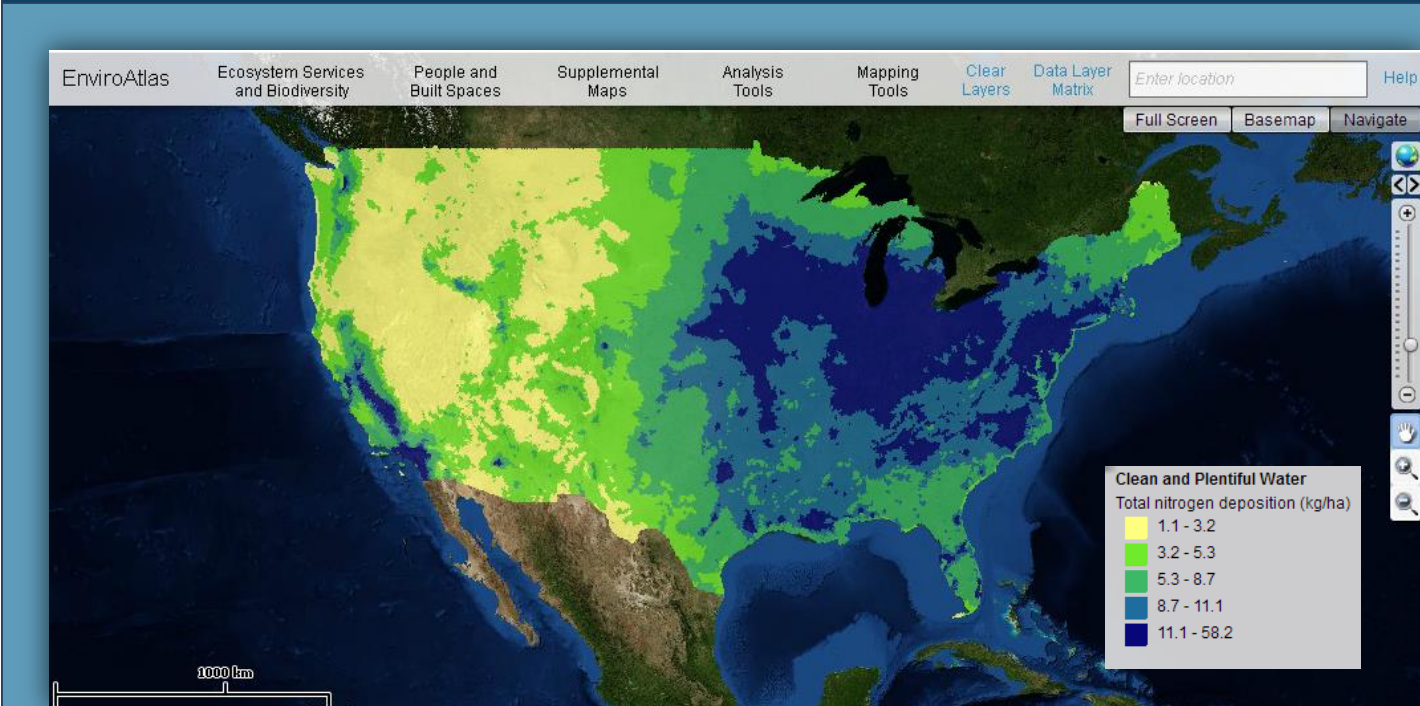 EnviroAtlas
Ecosystem Services
and Biodiversity
People and
Built Spaces
Supplemental
Maps
Analysis
Tools
Mapping
Tools
Clear
Layers
Data Layer
Matrix
Enter location
Help
Full Screen
Basemap
Navigate
Clean and Plentiful Water
Total nitrogen deposition (kg/ha)
1.1 - 3.2
3.2 - 5.3
5.3 - 8.7
8.7 - 11.1
11.1 - 58.2
1000 km